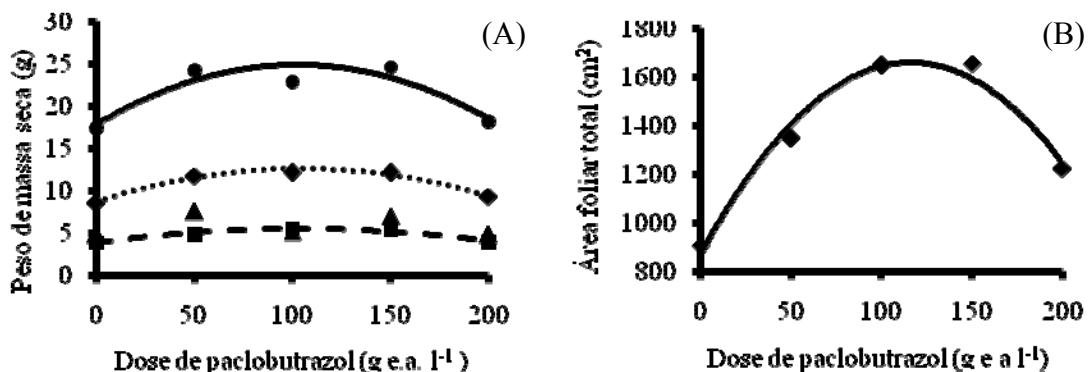 (A)
Peso de massa seca (g)
30
25
20
15
10
5
0
0 50 100 150 200
Dose de paclobutrazol (g e.a. l⁻¹)
(B)
Área foliar total (cm²)
1800
1600
1400
1200
1000
800
0 50 100 150 200
Dose de paclobutrazol (g e a l⁻¹)